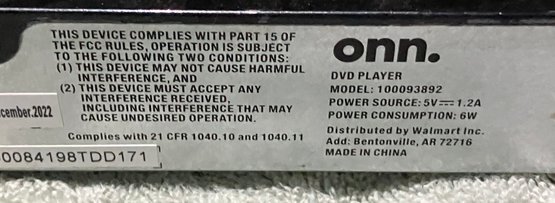 THIS DEVICE COMPLIES WITH PART 15 OF
THE FCC RULES, OPERATION IS SUBJECT
TO THE FOLLOWING TWO CONDITIONS:
(1) THIS DEVICE MAY NOT CAUSE HARMFUL
INTERFERENCE, AND
(2) THIS DEVICE MUST ACCEPT ANY
INTERFERENCE RECEIVED,
INCLUDING INTERFERENCE THAT MAY
CAUSE UNDESIRED OPERATION.
Complies with 21 CFR 1040.10 and 1040.11
cember.2022
0084198TDD171
onn.
DVD PLAYER
MODEL: 100093892
POWER SOURCE: 5V⎓1.2A
POWER CONSUMPTION: 6W
Distributed by Walmart Inc.
Add: Bentonville, AR 72716
MADE IN CHINA